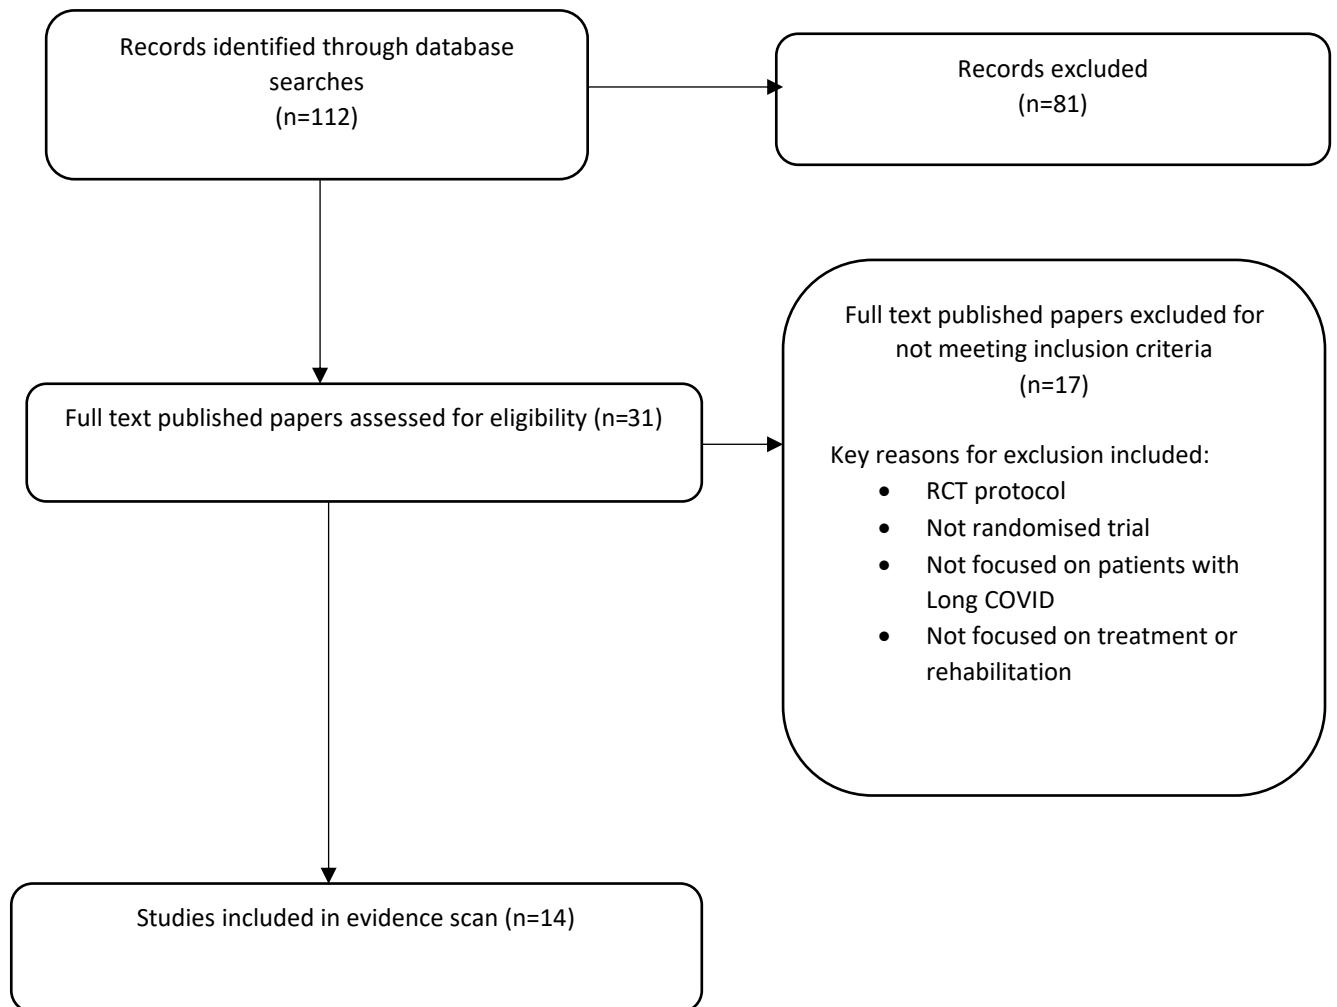 Records identified through database
searches
(n=112)
Records excluded
(n=81)
Full text published papers excluded for
not meeting inclusion criteria
(n=17)
Key reasons for exclusion included:
• RCT protocol
• Not randomised trial
• Not focused on patients with
Long COVID
• Not focused on treatment or
rehabilitation
Full text published papers assessed for eligibility (n=31)
Studies included in evidence scan (n=14)